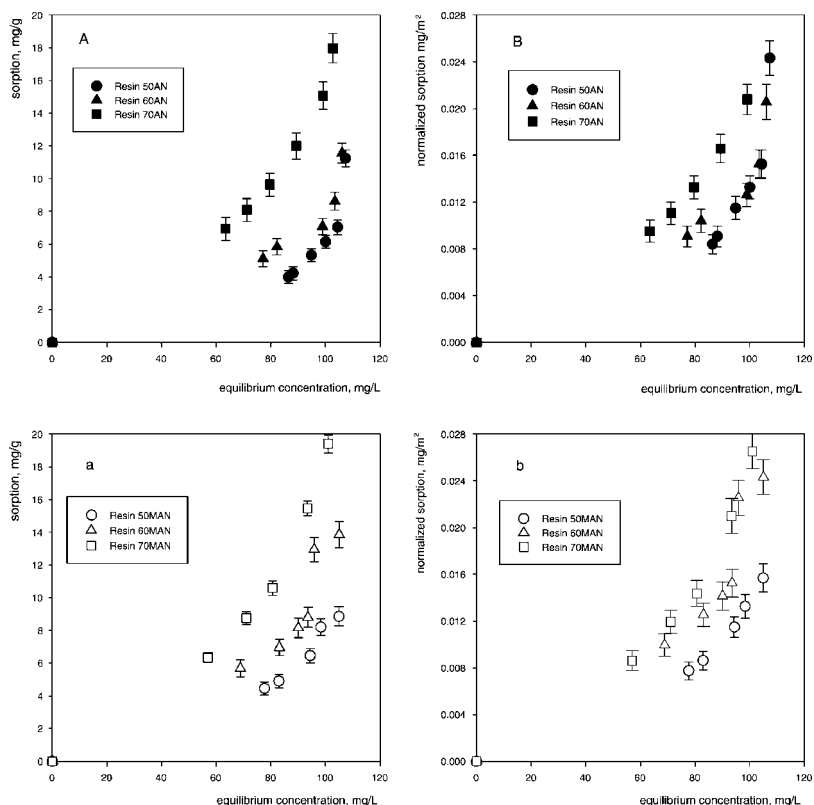 A
sorption, mg/g
Resin 50AN
Resin 60AN
Resin 70AN
20
18
16
14
12
10
8
6
4
2
0
0 20 40 60 80 100 120
equilibrium concentration, mg/L
B
normalized sorption mg/m²
Resin 50AN
Resin 60AN
Resin 70AN
0.028
0.024
0.020
0.016
0.012
0.008
0.004
0.000
0 20 40 60 80 100 120
equilibrium concentration, mg/L
a
sorption, mg/g
Resin 50MAN
Resin 60MAN
Resin 70MAN
20
18
16
14
12
10
8
6
4
2
0
0 20 40 60 80 100 120
equilibrium concentration, mg/L
b
normalized sorption, mg/m²
Resin 50MAN
Resin 60MAN
Resin 70MAN
0.028
0.024
0.020
0.016
0.012
0.008
0.004
0.000
0 20 40 60 80 100 120
equilibrium concentration, mg/L